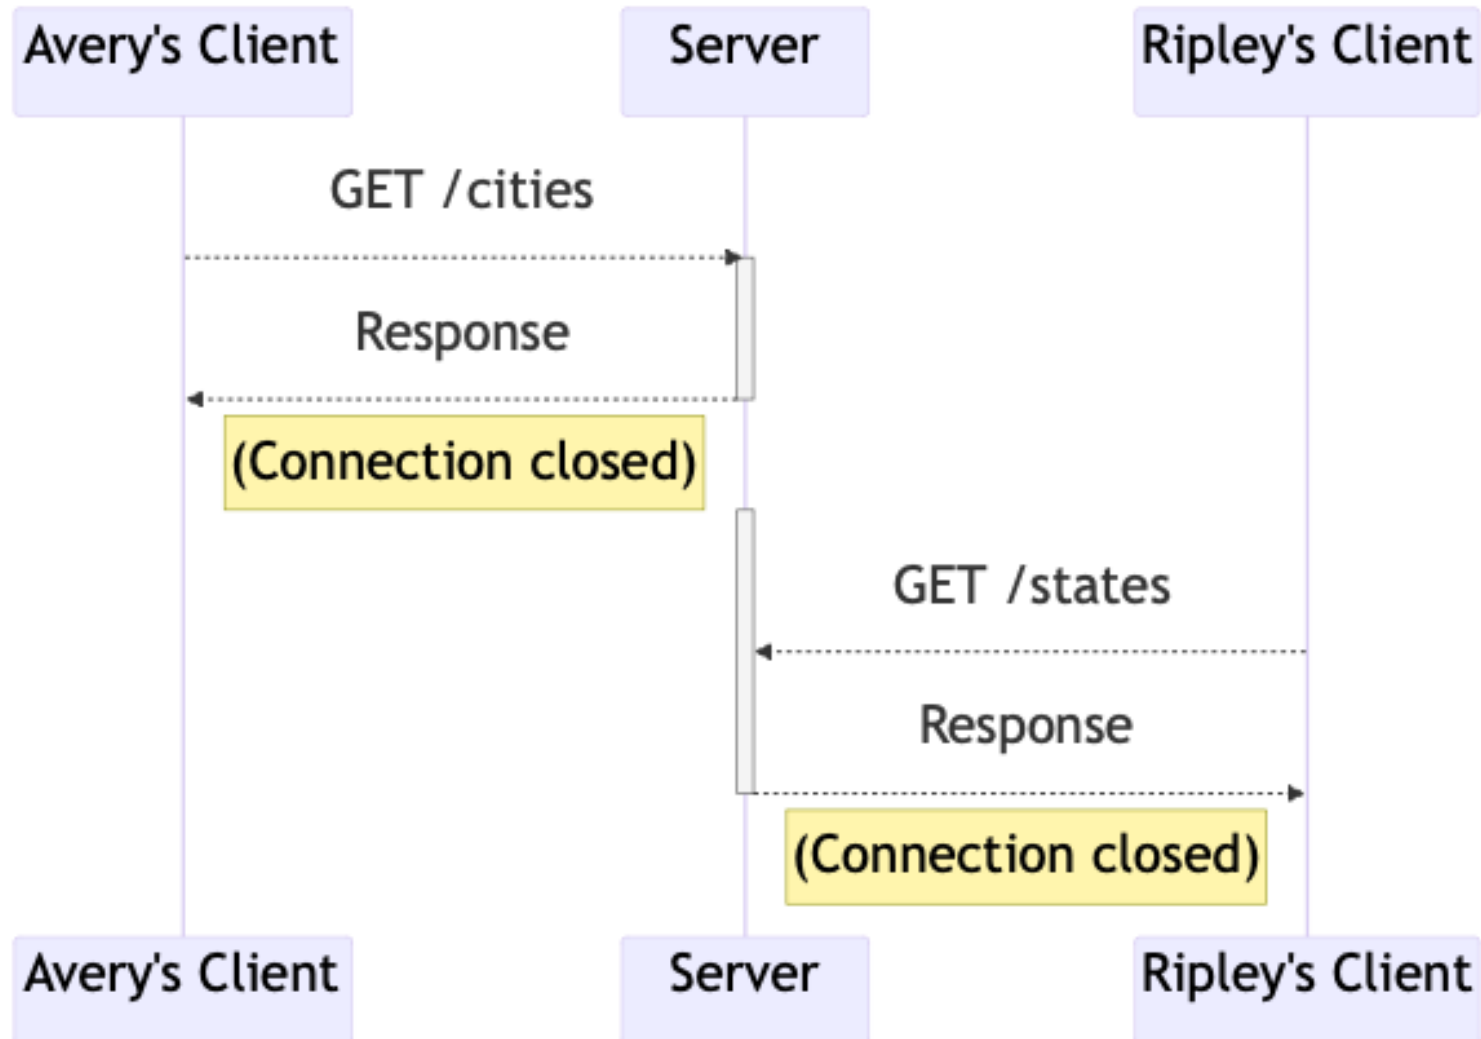 Avery's Client
Server
Ripley's Client
GET /cities
Response
(Connection closed)
GET /states
Response
(Connection closed)
Avery's Client
Server
Ripley's Client